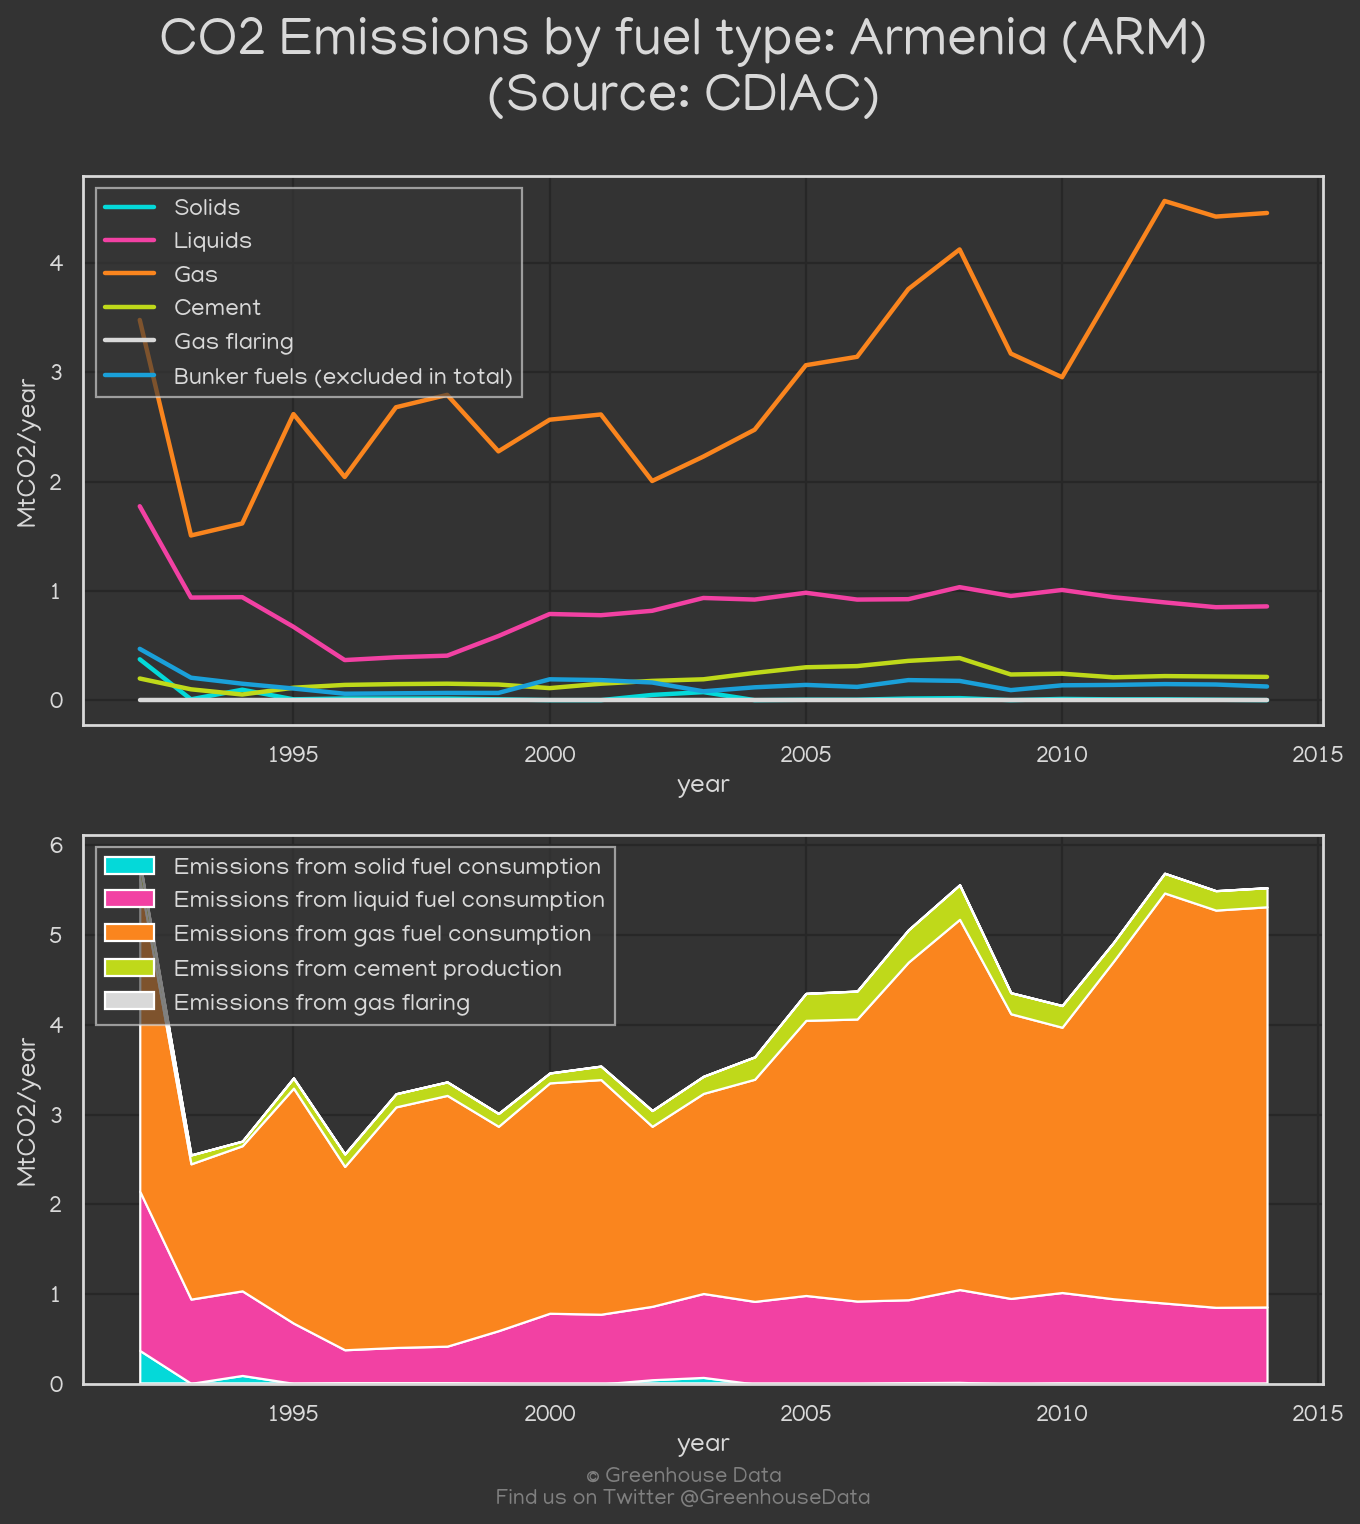 CO2 Emissions by fuel type: Armenia (ARM)
(Source: CDIAC)
Solids
Liquids
Gas
Cement
Gas flaring
Bunker fuels (excluded in total)
MtCO2/year
4
3
2
1
0
1995
2000
2005
2010
2015
year
Emissions from solid fuel consumption
Emissions from liquid fuel consumption
Emissions from gas fuel consumption
Emissions from cement production
Emissions from gas flaring
MtCO2/year
6
5
4
3
2
1
0
1995
2000
2005
2010
2015
year
© Greenhouse Data
Find us on Twitter @GreenhouseData